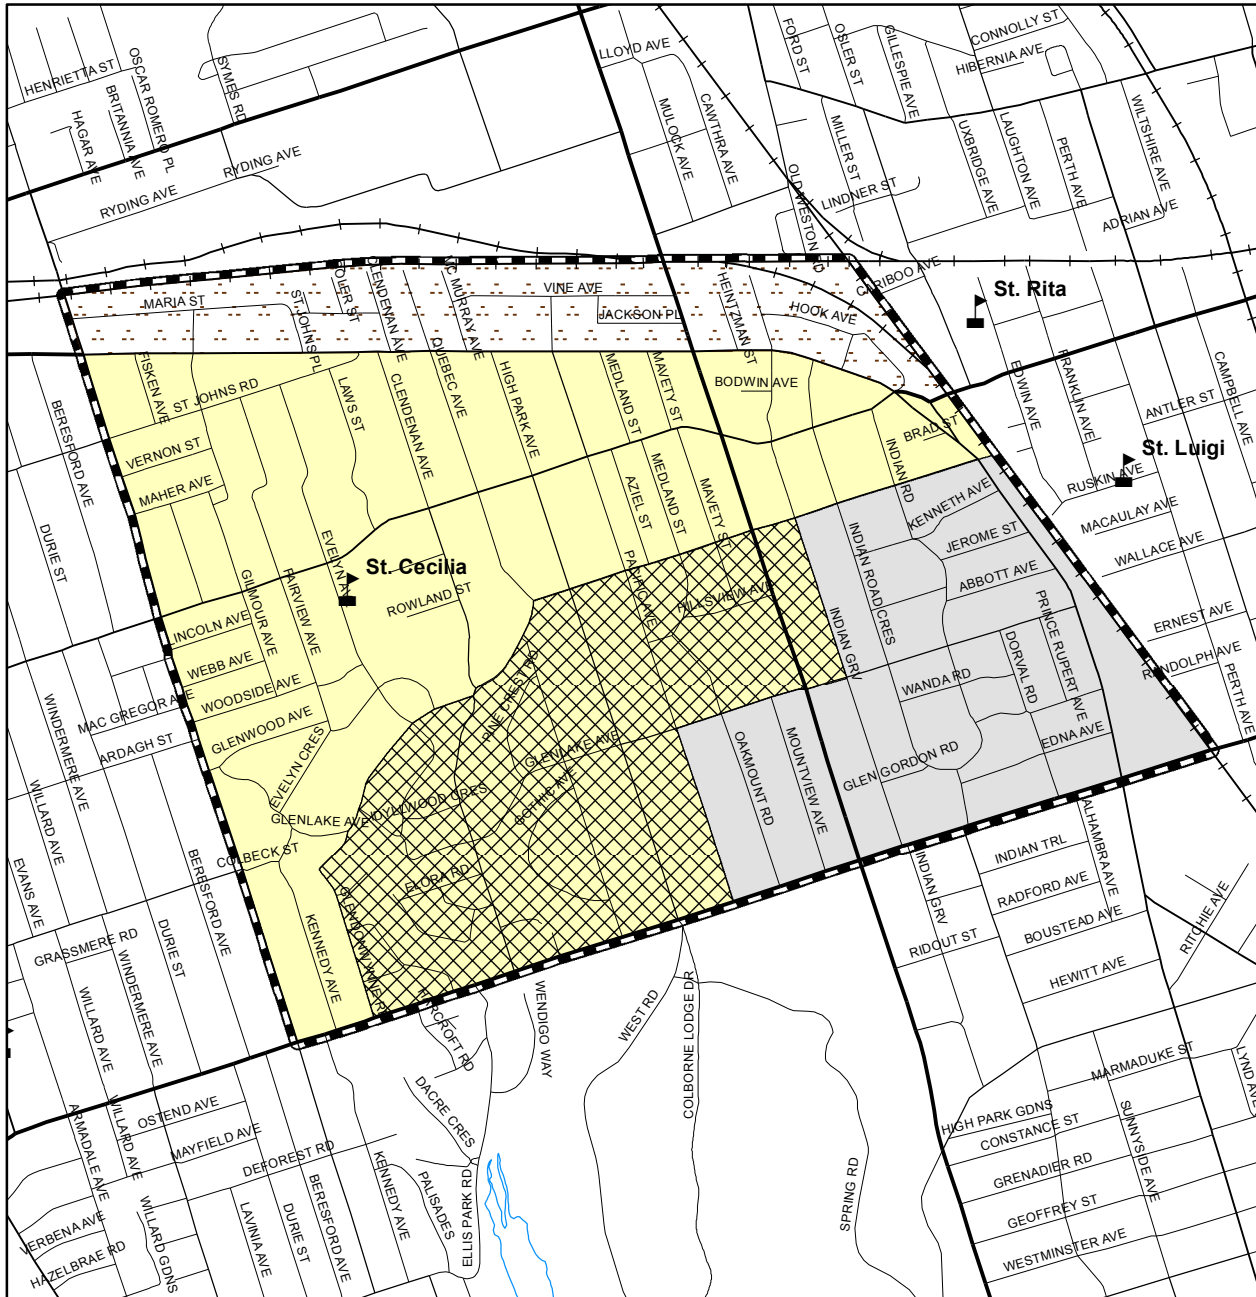 HENRIETTA ST
OSCAR ROMERO PL
BRITANNIA AVE
HAGAR AVE
SYMES RD
RYDING AVE
RYDING AVE
LLOYD AVE
MULOCK AVE
CAWTHRA AVE
FORD ST
OSLER ST
GILLESPIE AVE
CONNOLLY ST
HIBERNIA AVE
MILLER ST
LINDNER ST
OLD WESTON RD
UXBRIDGE AVE
LAUGHTON AVE
PERTH AVE
WILTSHIRE AVE
ADRIAN AVE
CARIBOO AVE
St. Rita
MARIA ST
ST JOHNS PL
CLENDENAN AVE
MC MURRAY AVE
VINE AVE
JACKSON PL
HEINTZMAN ST
HOOK AVE
FISKEN AVE
ST JOHNS RD
LAWS ST
CLENDENAN AVE
QUEBEC AVE
HIGH PARK AVE
MEDLAND ST
MAVETY ST
BODWIN AVE
BRAD ST
INDIAN RD
EDWIN AVE
FRANKLIN AVE
CAMPBELL AVE
ANTLER ST
St. Luigi
RUSKIN AVE
MACAULAY AVE
WALLACE AVE
BERESFORD AVE
VERNON ST
MAHER AVE
DURIE ST
EVELYN AV
St. Cecilia
ROWLAND ST
GILMOUR AVE
FAIRVIEW AVE
AZIEL ST
MEDLAND ST
MAVETY ST
PACIFIC AVE
HILLSVIEW AVE
INDIAN GRV
INDIAN ROAD CRES
KENNETH AVE
JEROME ST
ABBOTT AVE
PRINCE RUPERT AVE
DORVAL RD
WANDA RD
ERNEST AVE
RANDOLPH AVE
PERTH AVE
LINCOLN AVE
WEBB AVE
MAC GREGOR AVE
WOODSIDE AVE
ARDAGH ST
GLENWOOD AVE
EVELYN CRES
PINE CREST RD
GLENLAKE AVE
GOTHIC AVE
IDYLLWOOD CRES
GLENLAKE AVE
OAKMOUNT RD
MOUNTVIEW AVE
GLEN GORDON RD
EDNA AVE
WINDERMERE AVE
WILLARD AVE
EVANS AVE
COLBECK ST
BERESFORD AVE
ELORA RD
GLENDONWYNNE RD
KENNEDY AVE
INDIAN GRV
INDIAN TRL
ALHAMBRA AVE
RADFORD AVE
BOUSTEAD AVE
RIDOUT ST
HEWITT AVE
RITCHIE AVE
GRASSMERE RD
DURIE ST
WINDERMERE AVE
WILLARD AVE
WENDIGO WAY
WEST RD
COLBORNE LODGE DR
DACRE CRES
MARMADUKE ST
LYND AVE
HIGH PARK GDNS
CONSTANCE ST
SUNNYSIDE AVE
GRENADIER RD
GEOFFREY ST
WESTMINSTER AVE
SPRING RD
OSTEND AVE
MAYFIELD AVE
DEFOREST RD
ARMADALE AVE
WILLARD AVE
KENNEDY AVE
PALISADES
ELLIS PARK RD
BERESFORD AVE
DURIE ST
LAVINIA AVE
WILLARD GDNS
VERBENA AVE
HAZELBRAE RD